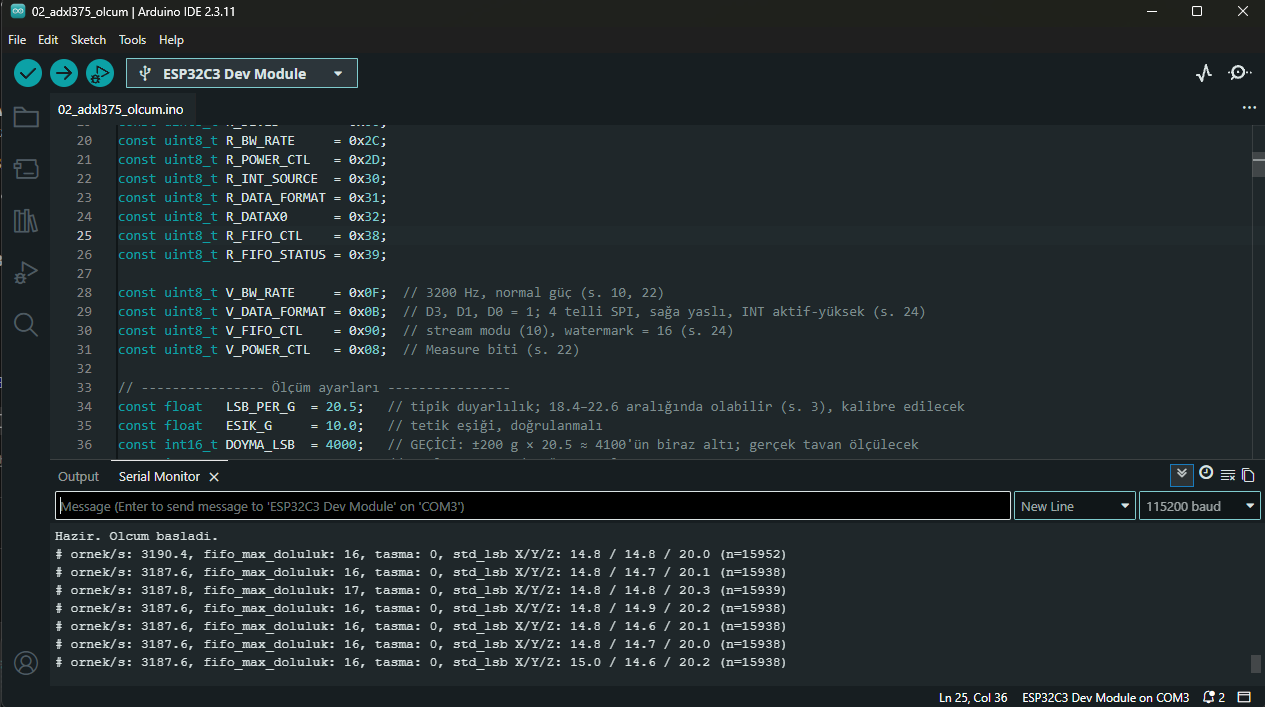 02_adxl375_olcum | Arduino IDE 2.3.11
File Edit Sketch Tools Help
ESP32C3 Dev Module
02_adxl375_olcum.ino
20 const uint8_t R_BW_RATE     = 0x2C;
21 const uint8_t R_POWER_CTL   = 0x2D;
22 const uint8_t R_INT_SOURCE  = 0x30;
23 const uint8_t R_DATA_FORMAT = 0x31;
24 const uint8_t R_DATAX0      = 0x32;
25 const uint8_t R_FIFO_CTL    = 0x38;
26 const uint8_t R_FIFO_STATUS = 0x39;
27
28 const uint8_t V_BW_RATE     = 0x0F;  // 3200 Hz, normal güç (s. 10, 22)
29 const uint8_t V_DATA_FORMAT = 0x0B;  // D3, D1, D0 = 1; 4 telli SPI, sağa yaslı, INT aktif-yüksek (s. 24)
30 const uint8_t V_FIFO_CTL    = 0x90;  // stream modu (10), watermark = 16 (s. 24)
31 const uint8_t V_POWER_CTL   = 0x08;  // Measure biti (s. 22)
32
33 // ---------------- Ölçüm ayarları ----------------
34 const float   LSB_PER_G  = 20.5;   // tipik duyarlılık; 18.4–22.6 aralığında olabilir (s. 3), kalibre edilecek
35 const float   ESIK_G     = 10.0;   // tetik eşiği, doğrulanmalı
36 const int16_t DOYMA_LSB  = 4000;   // GEÇİCİ: ±200 g × 20.5 ≈ 4100'ün biraz altı; gerçek tavan ölçülecek
Output Serial Monitor
Message (Enter to send message to 'ESP32C3 Dev Module' on 'COM3')
New Line
115200 baud
Hazir. Olcum basladi.
# ornek/s: 3190.4, fifo_max_doluluk: 16, tasma: 0, std_lsb X/Y/Z: 14.8 / 14.8 / 20.0 (n=15952)
# ornek/s: 3187.6, fifo_max_doluluk: 16, tasma: 0, std_lsb X/Y/Z: 14.8 / 14.7 / 20.1 (n=15938)
# ornek/s: 3187.8, fifo_max_doluluk: 17, tasma: 0, std_lsb X/Y/Z: 14.8 / 14.8 / 20.3 (n=15939)
# ornek/s: 3187.6, fifo_max_doluluk: 16, tasma: 0, std_lsb X/Y/Z: 14.8 / 14.9 / 20.2 (n=15938)
# ornek/s: 3187.6, fifo_max_doluluk: 16, tasma: 0, std_lsb X/Y/Z: 14.8 / 14.6 / 20.1 (n=15938)
# ornek/s: 3187.6, fifo_max_doluluk: 16, tasma: 0, std_lsb X/Y/Z: 14.8 / 14.7 / 20.0 (n=15938)
# ornek/s: 3187.6, fifo_max_doluluk: 16, tasma: 0, std_lsb X/Y/Z: 15.0 / 14.6 / 20.2 (n=15938)
Ln 25, Col 36
ESP32C3 Dev Module on COM3
2